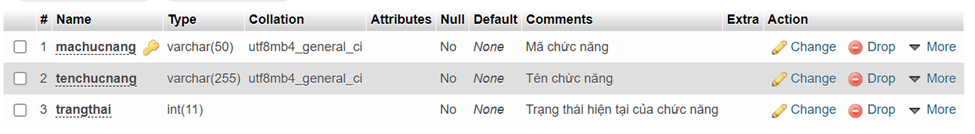 # Name Type Collation Attributes Null Default Comments Extra Action
1 machucnang varchar(50) utf8mb4_general_ci No None Mã chức năng Change Drop More
2 tenchucnang varchar(255) utf8mb4_general_ci No None Tên chức năng Change Drop More
3 trangthai int(11) No None Trạng thái hiện tại của chức năng Change Drop More